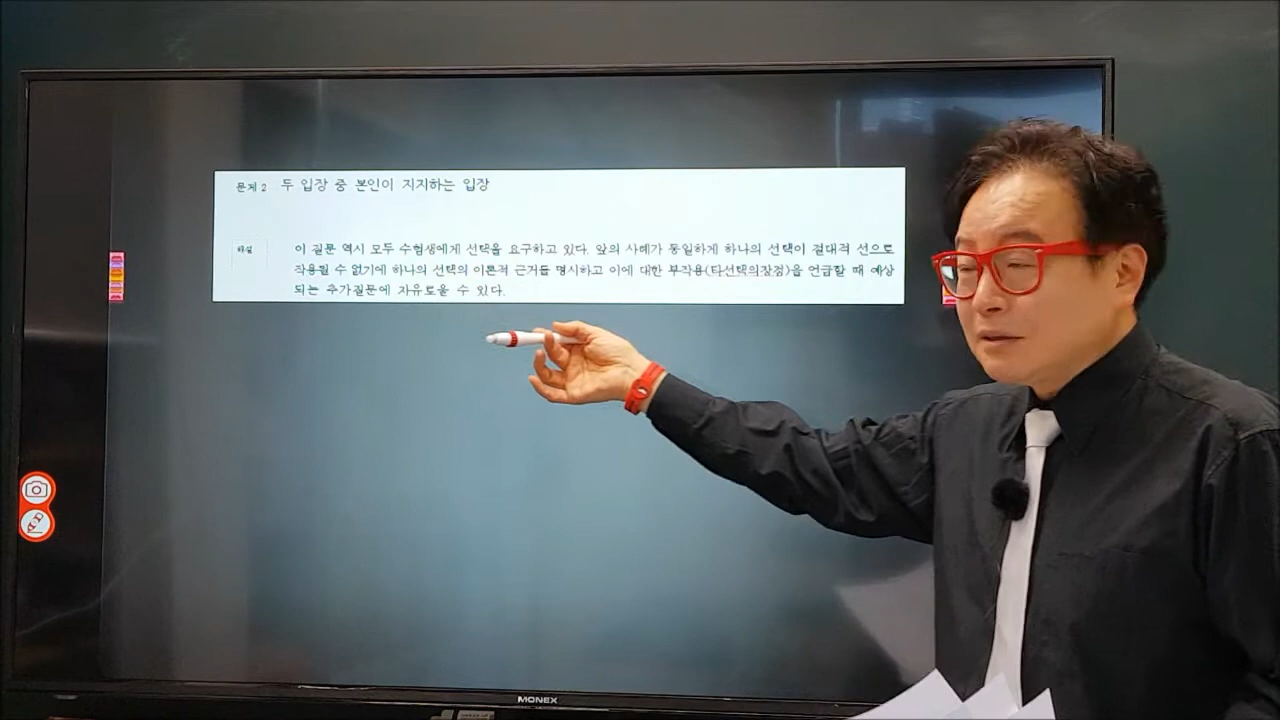 문제 2 두 입장 중 본인이 지지하는 입장
해설
이 질문 역시 모두 수험생에게 선택을 요구하고 있다. 앞의 사례가 동일하게 하나의 선택이 절대적 선으로
작용될 수 없기에 하나의 선택의 이론적 근거를 명시하고 이에 대한 부작용(타선택의장점)을 언급할 때 예상
되는 추가질문에 자유로울 수 있다.
MONEX